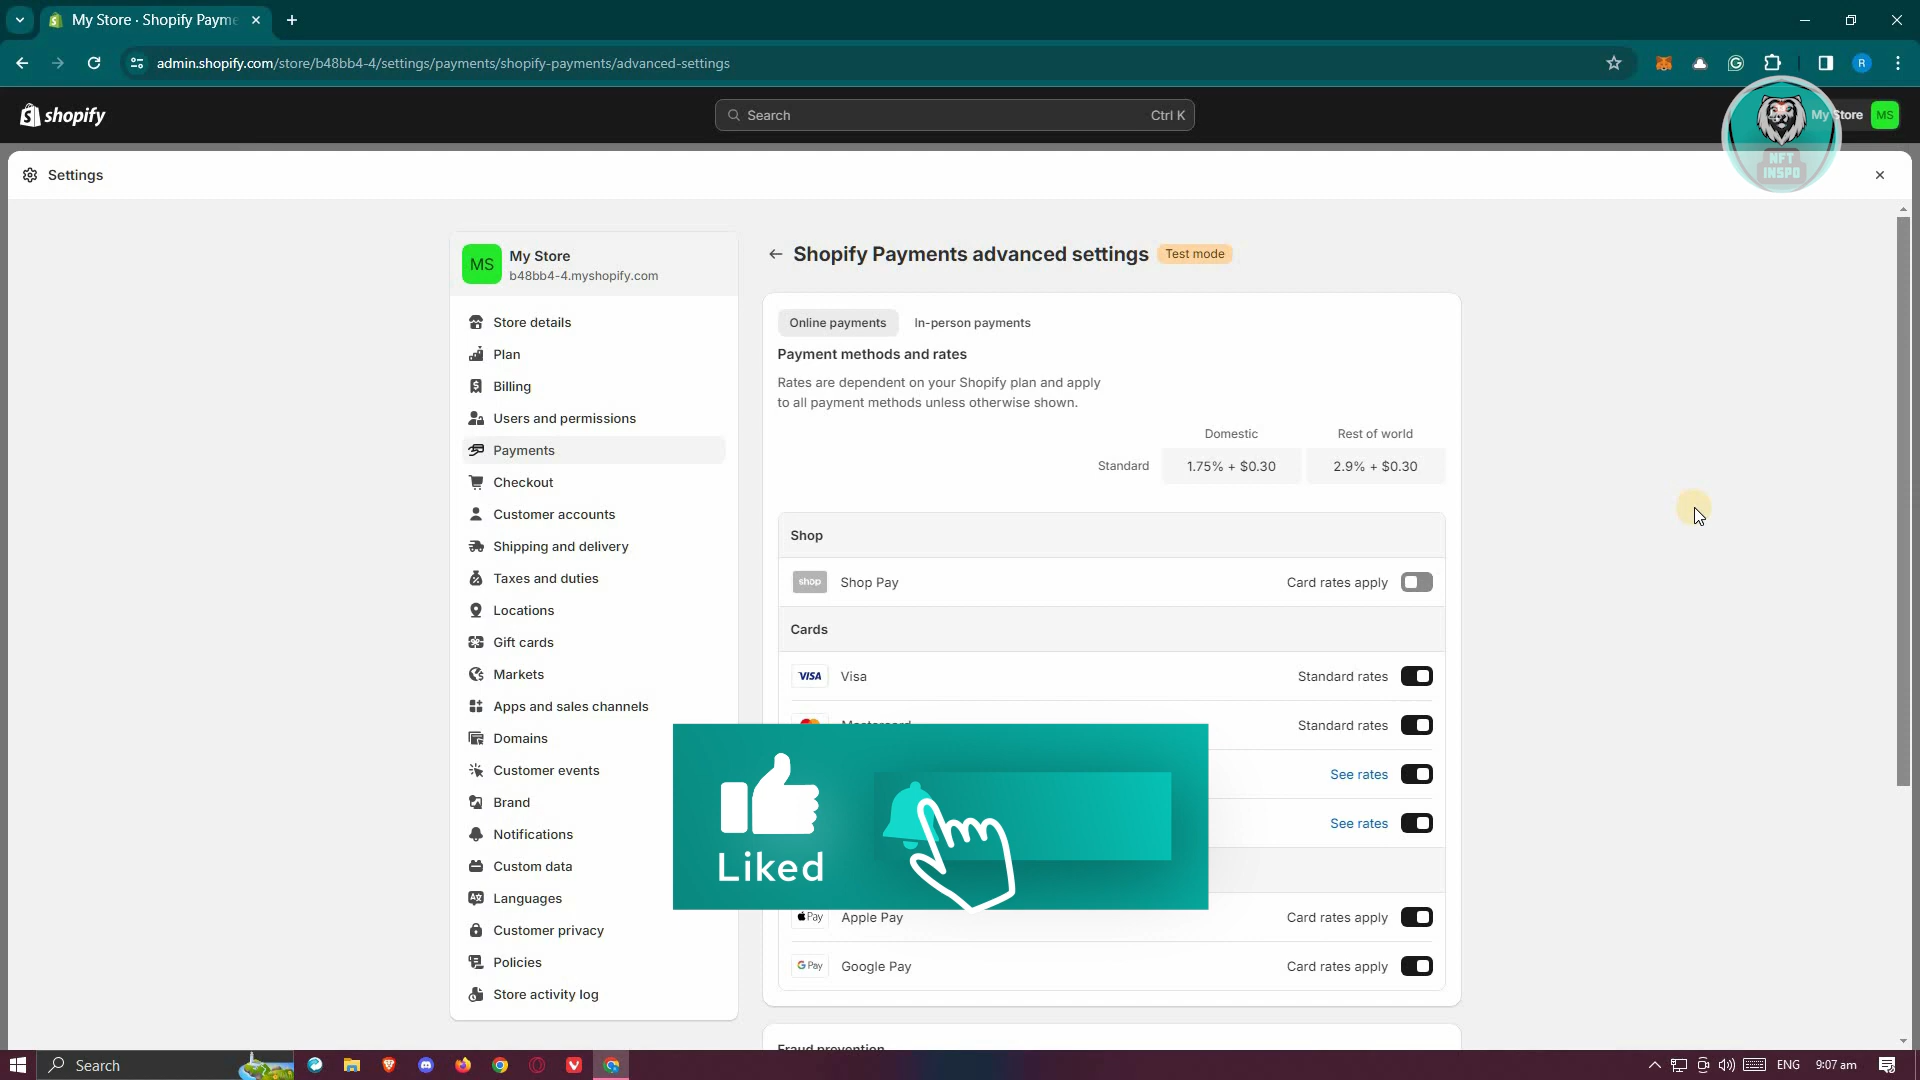 My Store · Shopify Payme
admin.shopify.com/store/b48bb4-4/settings/payments/shopify-payments/advanced-settings
R
shopify
Search
Ctrl K
My Store
MS
NFT
INSPO
Settings
MS
My Store
b48bb4-4.myshopify.com
Store details
Plan
Billing
Users and permissions
Payments
Checkout
Customer accounts
Shipping and delivery
Taxes and duties
Locations
Gift cards
Markets
Apps and sales channels
Domains
Customer events
Brand
Notifications
Custom data
Languages
Customer privacy
Policies
Store activity log
Shopify Payments advanced settings
Test mode
Online payments
In-person payments
Payment methods and rates
Rates are dependent on your Shopify plan and apply
to all payment methods unless otherwise shown.
Domestic
Rest of world
Standard
1.75% + $0.30
2.9% + $0.30
Shop
shop
Shop Pay
Card rates apply
Cards
VISA
Visa
Standard rates
Mastercard
Standard rates
See rates
See rates
Liked
Pay
Apple Pay
Card rates apply
G Pay
Google Pay
Card rates apply
Fraud prevention
Search
ENG
9:07 am